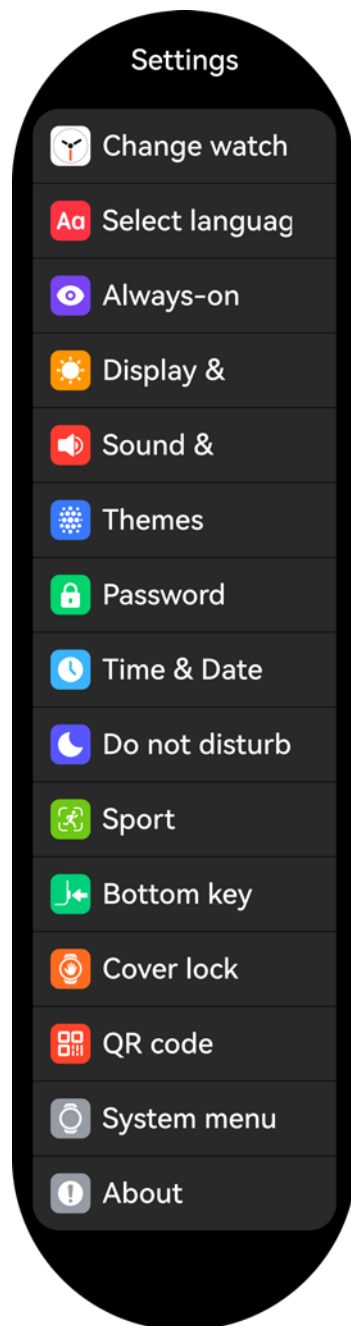 Settings
Change watch
Aa Select languag
Always-on
Display &
Sound &
Themes
Password
Time & Date
Do not disturb
Sport
Bottom key
Cover lock
QR code
System menu
About